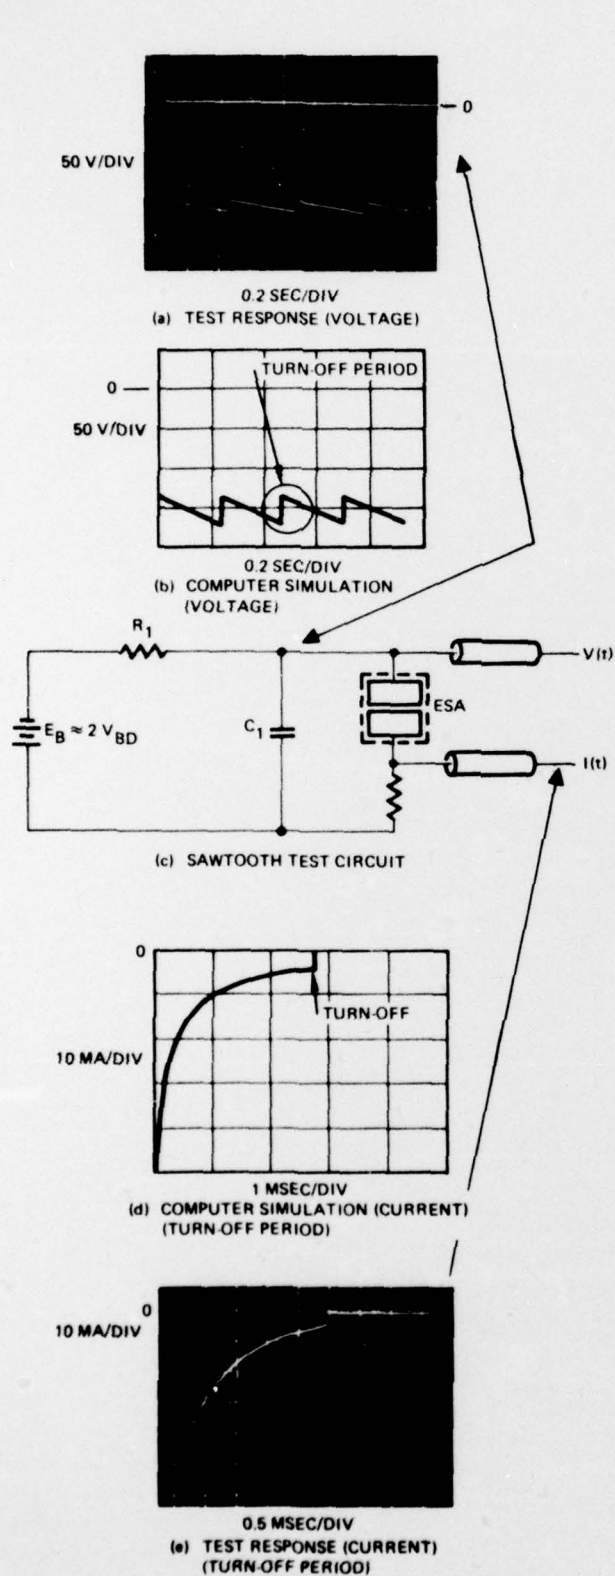 0
50 V/DIV
0.2 SEC/DIV
(a) TEST RESPONSE (VOLTAGE)
TURN-OFF PERIOD
0
50 V/DIV
0.2 SEC/DIV
(b) COMPUTER SIMULATION
(VOLTAGE)
R1
V(t)
ESA
EB ≈ 2 VBD
C1
I(t)
(c) SAWTOOTH TEST CIRCUIT
0
TURN-OFF
10 MA/DIV
1 MSEC/DIV
(d) COMPUTER SIMULATION (CURRENT)
(TURN-OFF PERIOD)
0
10 MA/DIV
0.5 MSEC/DIV
(e) TEST RESPONSE (CURRENT)
(TURN-OFF PERIOD)